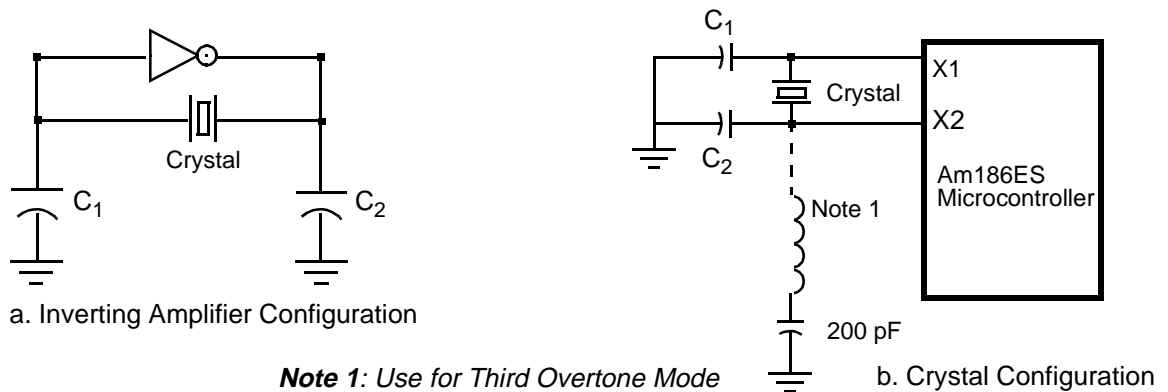 Crystal
C1
C2
a. Inverting Amplifier Configuration
C1
X1
Crystal
X2
C2
Am186ES
Microcontroller
Note 1
200 pF
Note 1: Use for Third Overtone Mode
b. Crystal Configuration